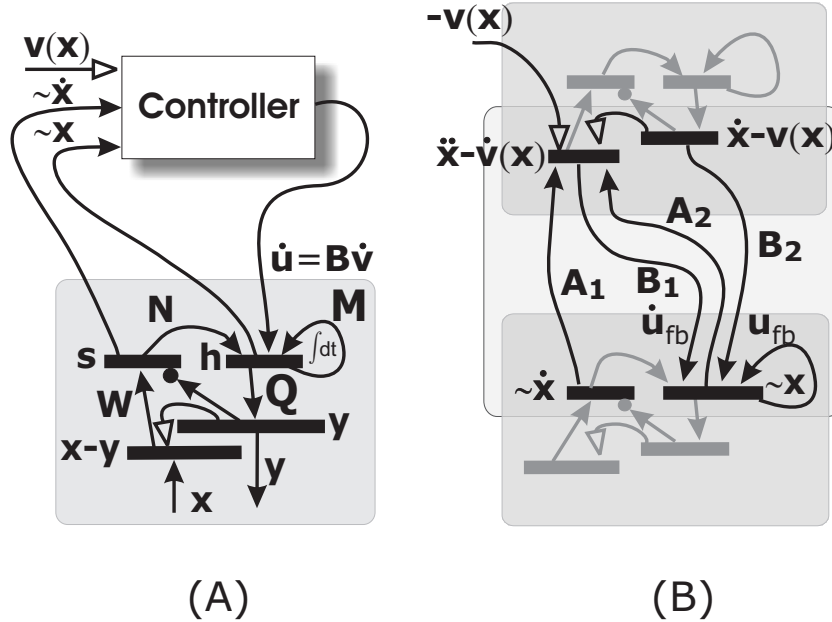 v(x)
~ẋ
~x
Controller
u̇=Bv̇
N
M
s
h
∫dt
W
Q
y
x-y
y
x
(A)
-v(x)
ẍ-v̇(x)
ẋ-v(x)
A₂
A₁
B₁
B₂
u̇fb
ufb
~ẋ
~x
(B)